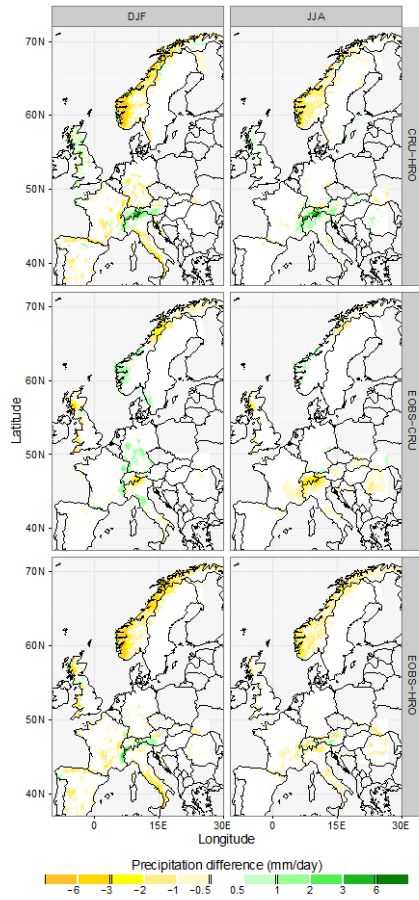 DJF JJA
70N
60N
50N
40N
CRU-HRO
70N
60N
50N
40N
EOBS-CRU
Latitude
70N
60N
50N
40N
EOBS-HRO
0 15E 30E 0 15E 30E
Longitude
Precipitation difference (mm/day)
−6 −3 −2 −1 −0.5 0.5 1 2 3 6